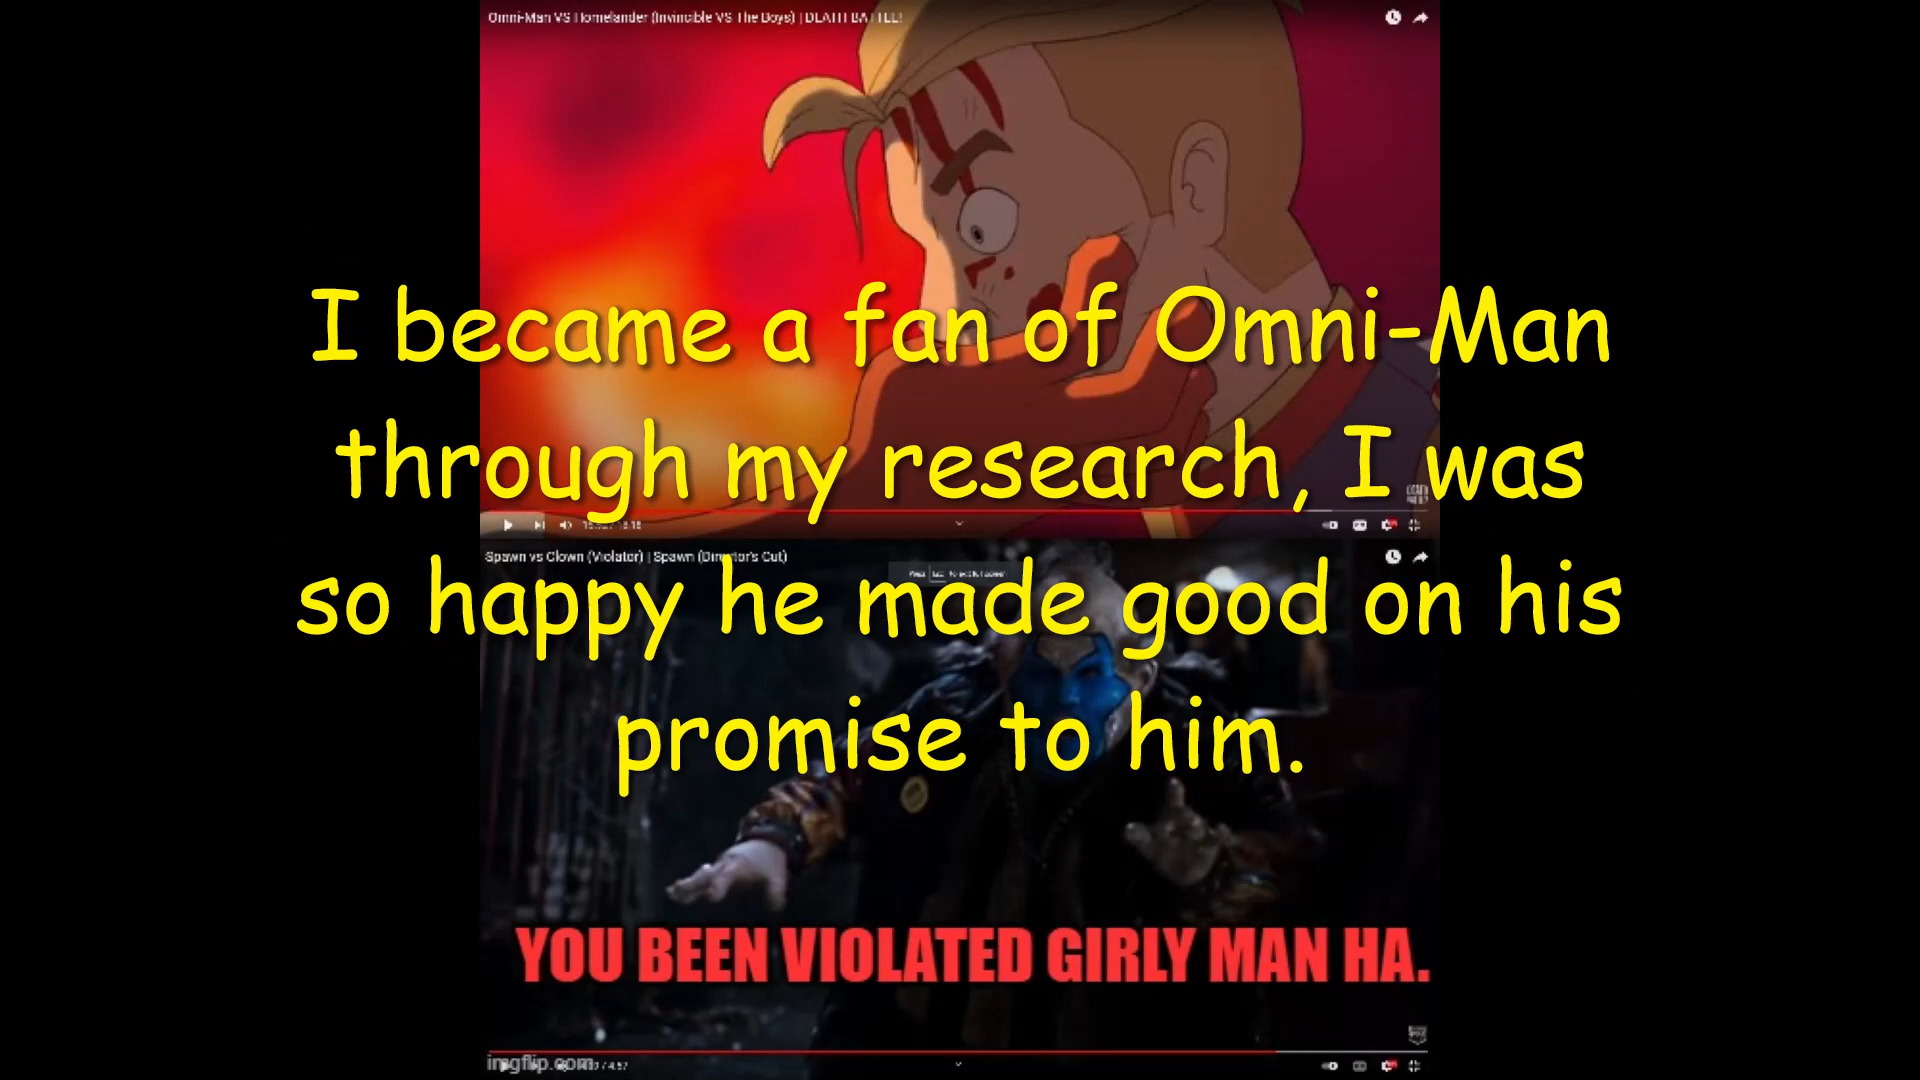 Omni-Man VS Homelander (Invincible VS The Boys) | DEATH BATTLE!
I became a fan of Omni-Man
through my research, I was
so happy he made good on his
promise to him.
Spawn vs Clown (Violator) | Spawn (Director's Cut)
YOU BEEN VIOLATED GIRLY MAN HA.
imgflip.com
/ 4:57